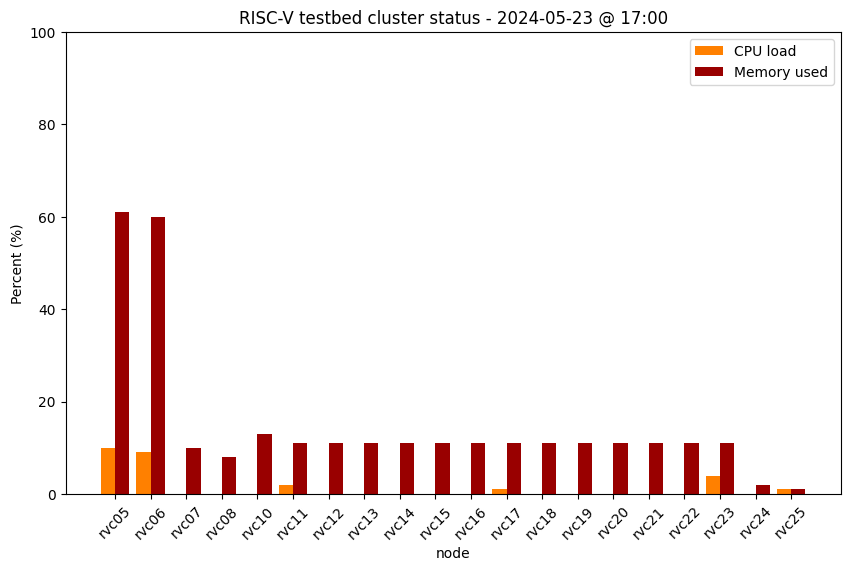 RISC-V testbed cluster status - 2024-05-23 @ 17:00
CPU load
Memory used
Percent (%)
100
80
60
40
20
0
rvc05
rvc06
rvc07
rvc08
rvc10
rvc11
rvc12
rvc13
rvc14
rvc15
rvc16
rvc17
rvc18
rvc19
rvc20
rvc21
rvc22
rvc23
rvc24
rvc25
node